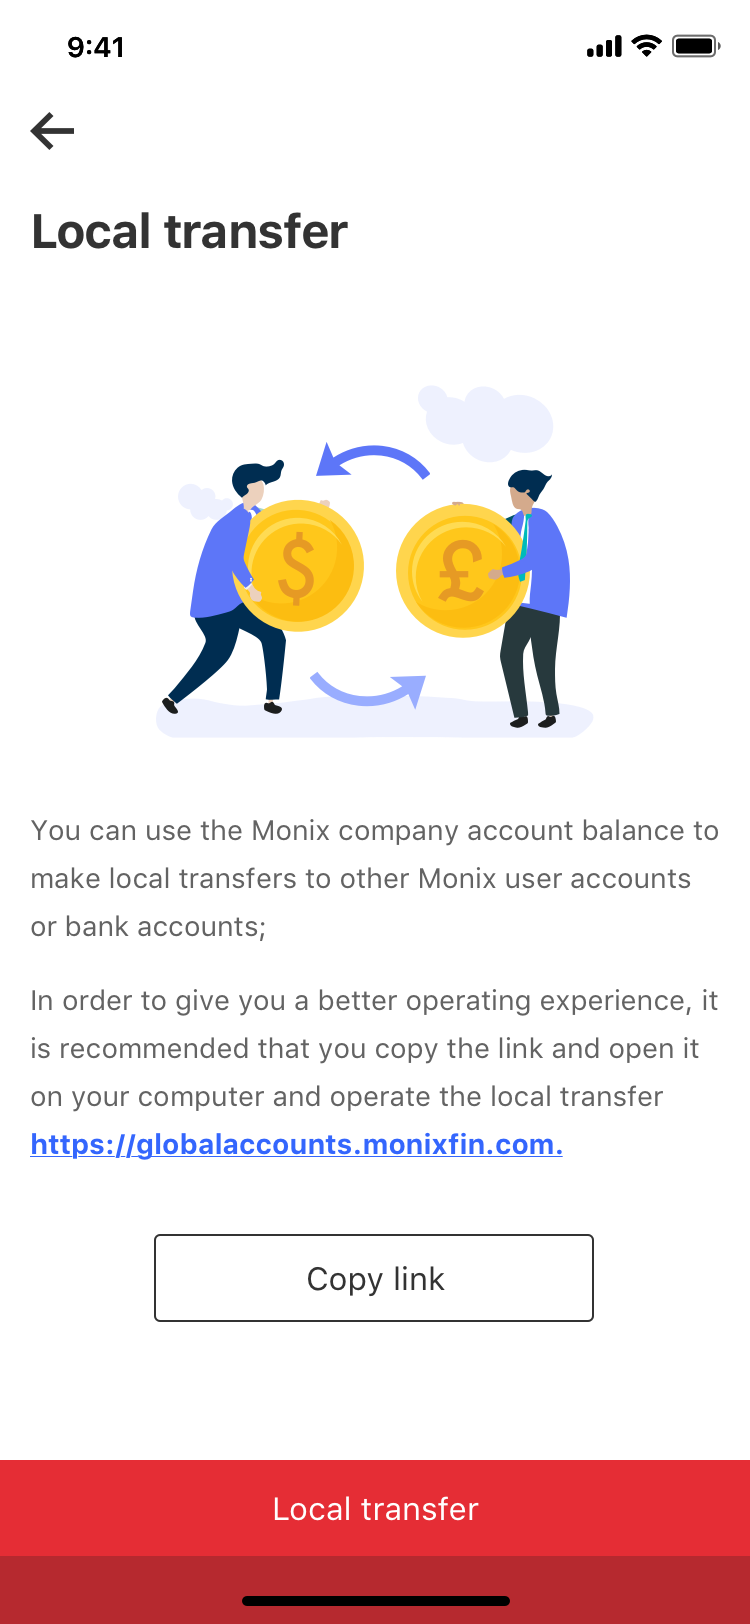 9:41
Local transfer
$
£
You can use the Monix company account balance to
make local transfers to other Monix user accounts
or bank accounts;
In order to give you a better operating experience, it
is recommended that you copy the link and open it
on your computer and operate the local transfer
https://globalaccounts.monixfin.com.
Copy link
Local transfer